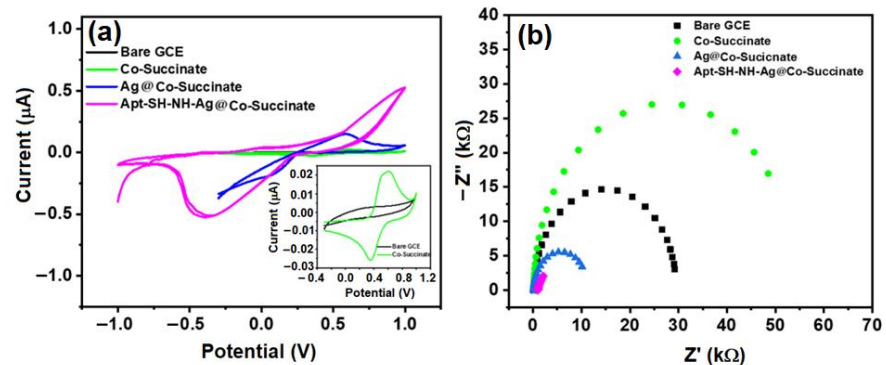 (a)
Bare GCE
Co-Succinate
Ag@Co-Succinate
Apt-SH-NH-Ag@Co-Succinate
Current (μA)
1.0
0.5
0.0
−0.5
−1.0
−1.0 −0.5 0.0 0.5 1.0
Potential (V)
Current (μA)
0.02
0.01
0.00
−0.01
−0.03
Bare GCE
Co-Succinate
−0.4 0.0 0.4 0.8 1.2
Potential (V)
(b)
Bare GCE
Co-Succinate
Ag@Co-Sucicnate
Apt-SH-NH-Ag@Co-Succinate
−Z'' (kΩ)
40
35
30
25
20
15
10
5
0
0 10 20 30 40 50 60 70
Z' (kΩ)